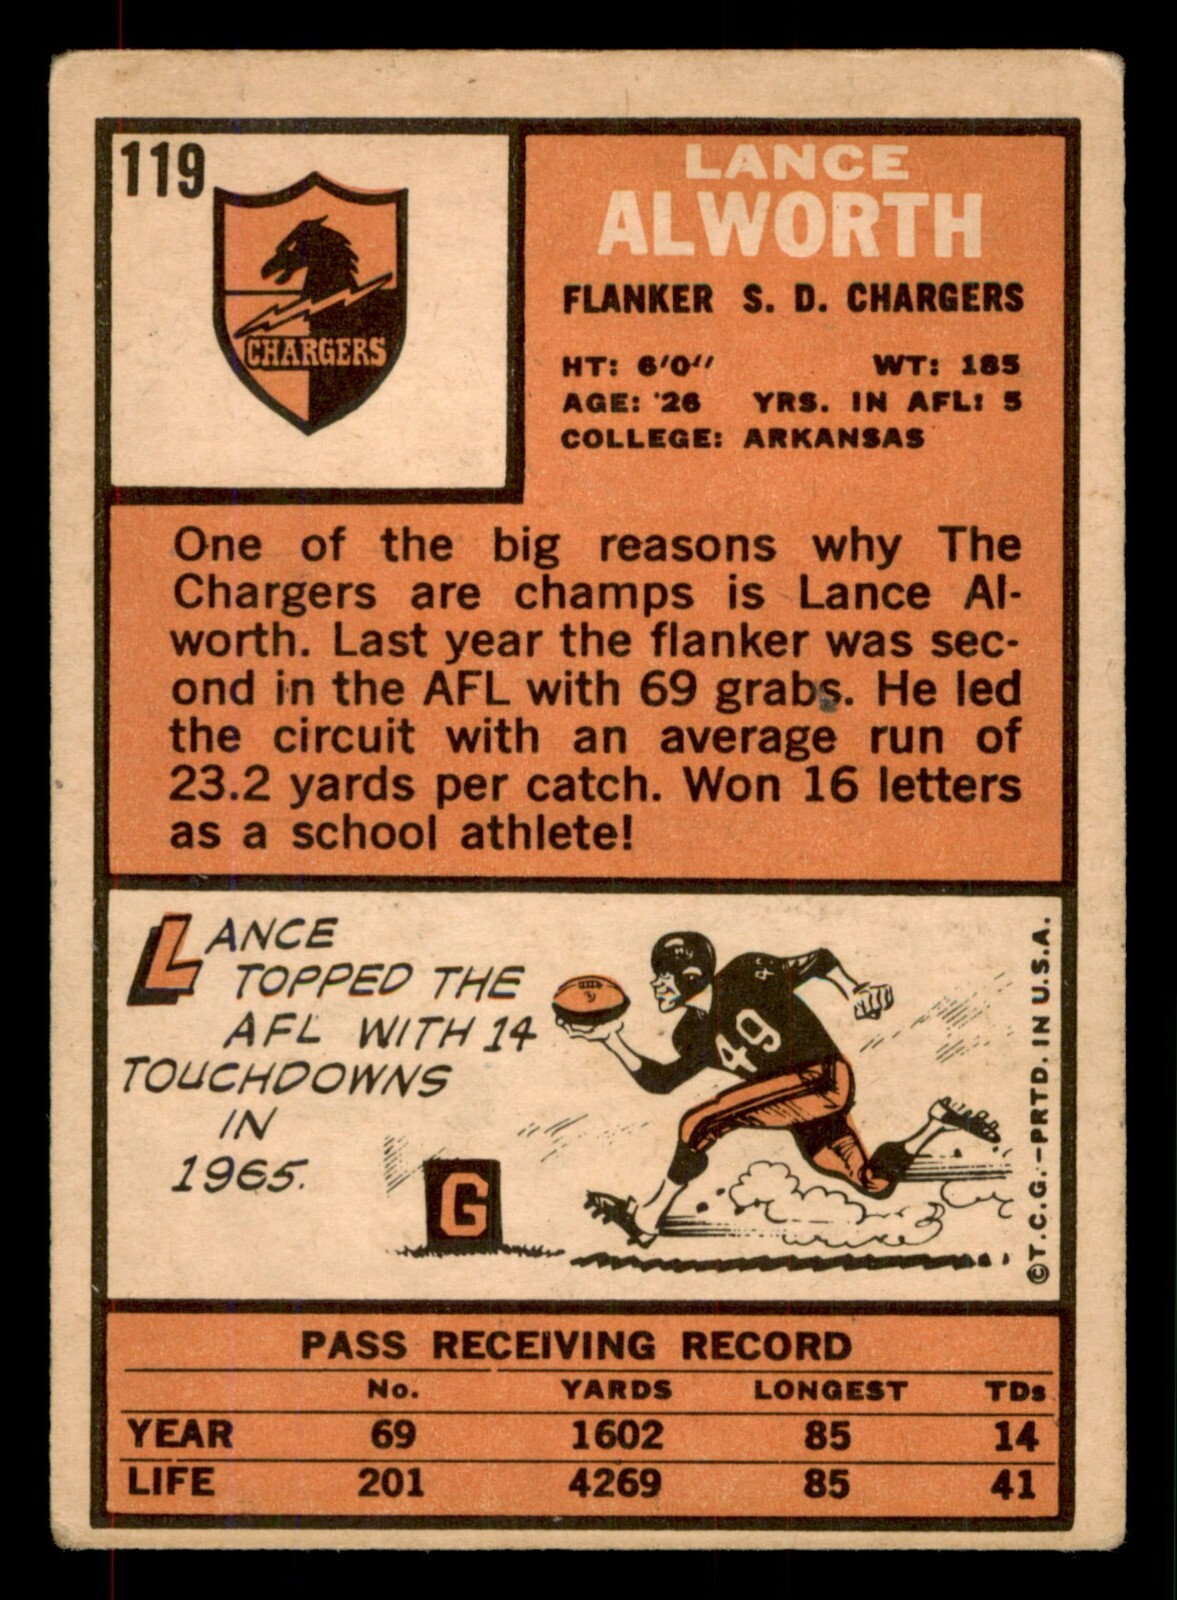 119
CHARGERS
LANCE
ALWORTH
FLANKER S. D. CHARGERS
HT: 6'0" WT: 185
AGE: '26 YRS. IN AFL: 5
COLLEGE: ARKANSAS
One of the big reasons why The
Chargers are champs is Lance Al-
worth. Last year the flanker was sec-
ond in the AFL with 69 grabs. He led
the circuit with an average run of
23.2 yards per catch. Won 16 letters
as a school athlete!
LANCE
TOPPED THE
AFL WITH 14
TOUCHDOWNS
IN
1965.
49
G
©T.C.G.–PRTD. IN U.S.A.
PASS RECEIVING RECORD
No. YARDS LONGEST TDs
YEAR 69 1602 85 14
LIFE 201 4269 85 41